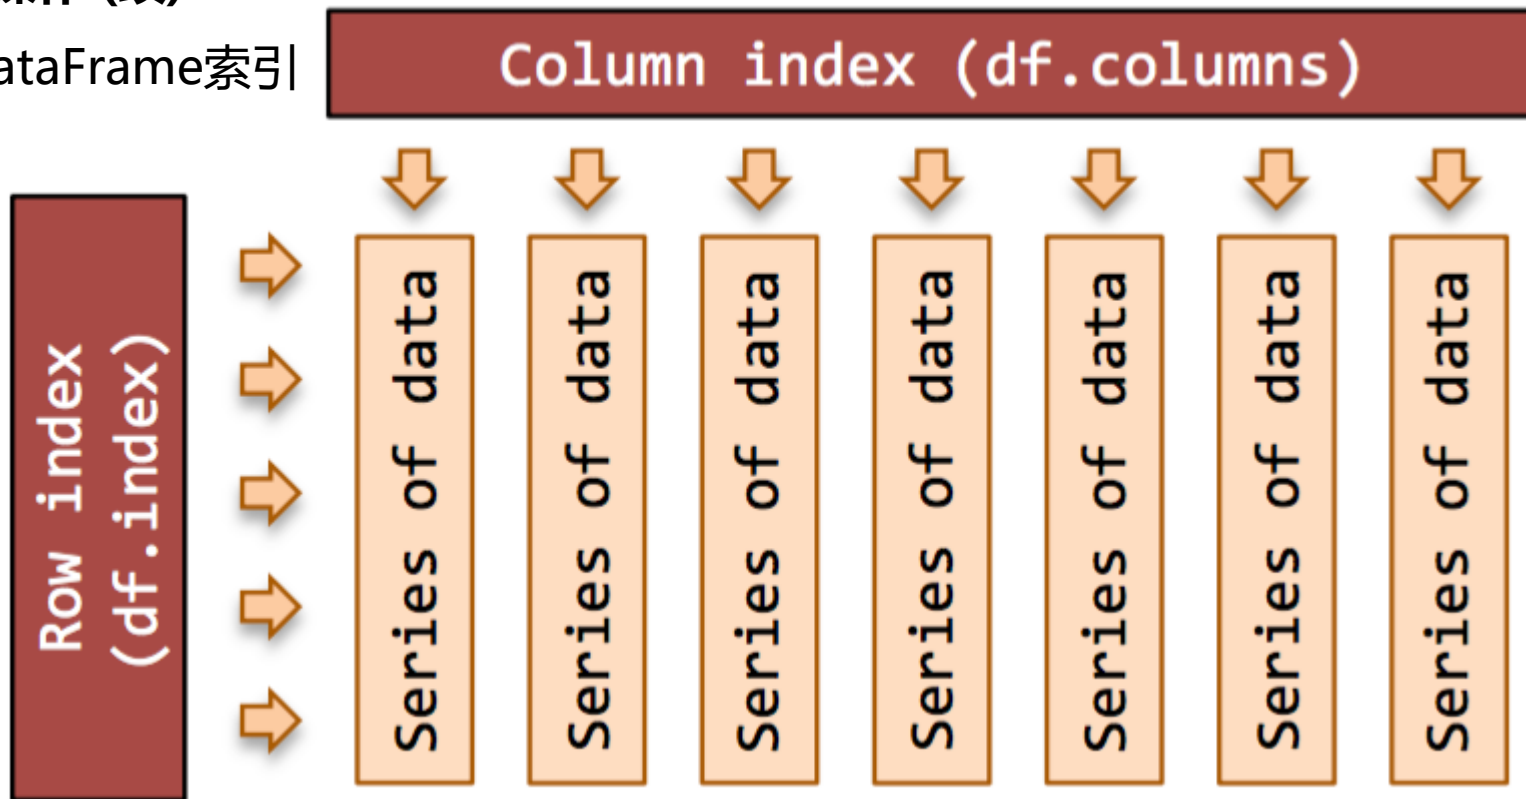 ataFrame索引
Column index (df.columns)
Row index
(df.index)
Series of data
Series of data
Series of data
Series of data
Series of data
Series of data
Series of data